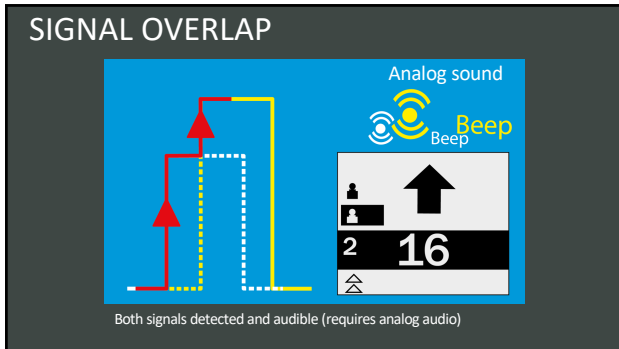 SIGNAL OVERLAP
Analog sound
Beep
Beep
2 16
Both signals detected and audible (requires analog audio)